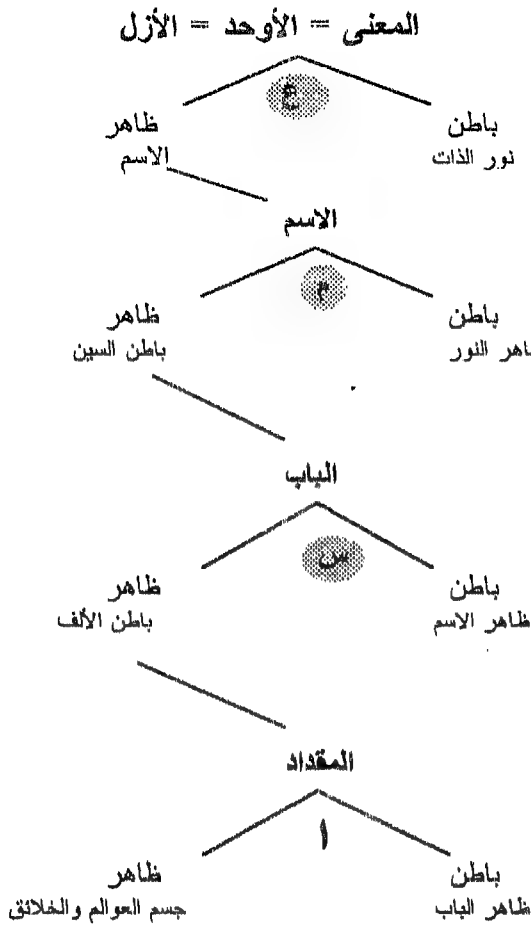 المعنى = الأوحد = الأزل
ع
باطن ظاهر
نور الذات الاسم
الاسم
م
باطن ظاهر
اهر النور باطن السين
الباب
س
باطن ظاهر
ظاهر الاسم باطن الألف
المقداد
ا
باطن ظاهر
ظاهر الباب جسم العوالم والخلائق